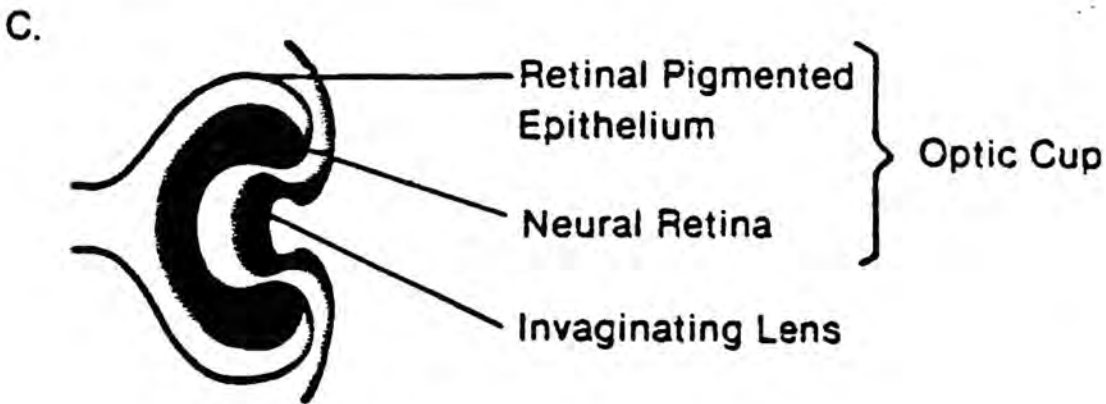 C.
Retinal Pigmented
Epithelium
Optic Cup
Neural Retina
Invaginating Lens